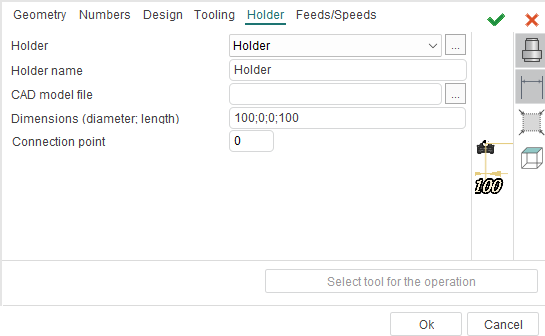 Geometry Numbers Design Tooling Holder Feeds/Speeds
Holder Holder ...
Holder name Holder
CAD model file ...
Dimensions (diameter; length) 100;0;0;100
Connection point 0
100
Select tool for the operation
Ok Cancel